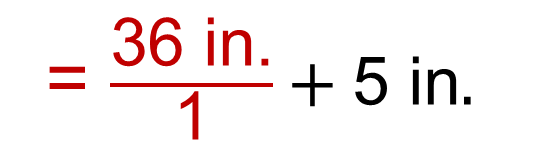 = 36 in. / 1 + 5 in.